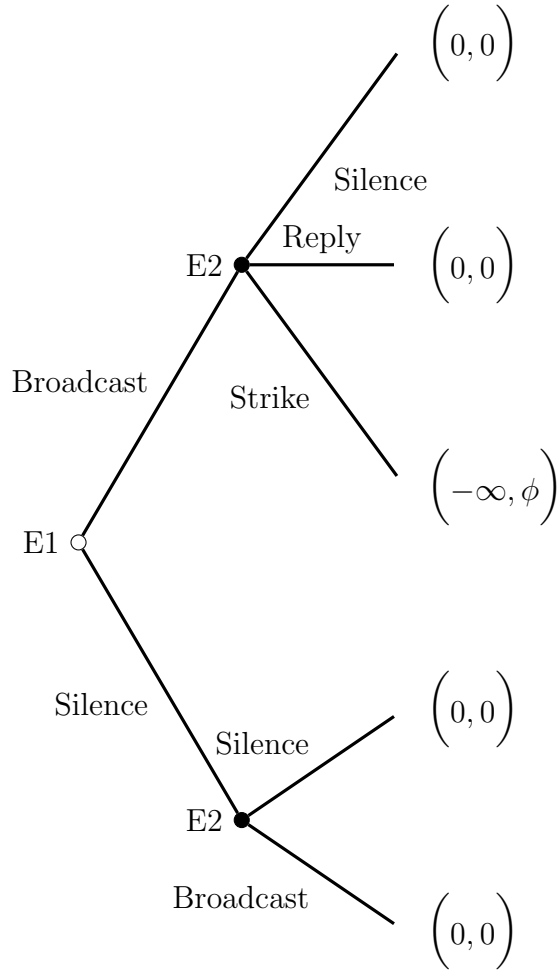 (0, 0)
Silence
Reply
E2
(0, 0)
Broadcast
Strike
(−∞, ϕ)
E1
Silence
Silence
(0, 0)
E2
Broadcast
(0, 0)